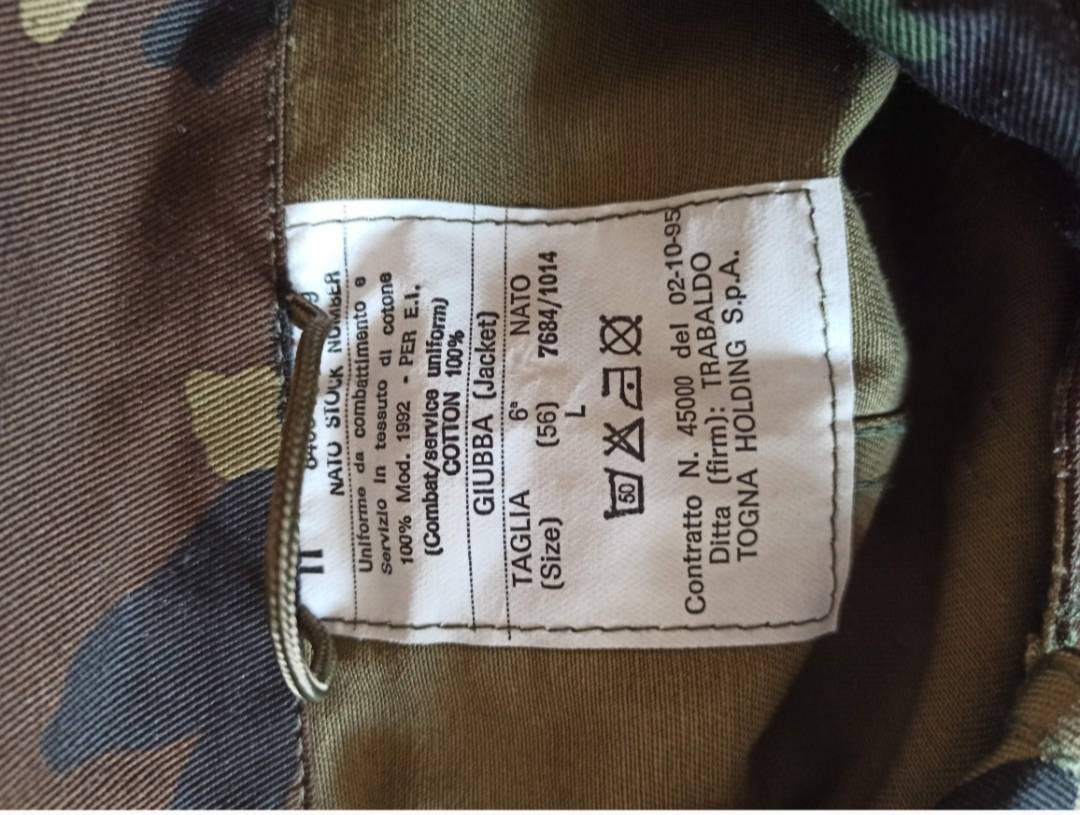 NATO STOCK NUMBER
Uniforme da combattimento e
servizio in tessuto di cotone
100% Mod. 1992 - PER E.I.
(Combat/service uniform)
COTTON 100%
GIUBBA (Jacket)
TAGLIA 6ª NATO
(Size) (56) 7684/1014
L
50
Contratto N. 45000 del 02-10-95
Ditta (firm): TRABALDO
TOGNA HOLDING S.p.A.